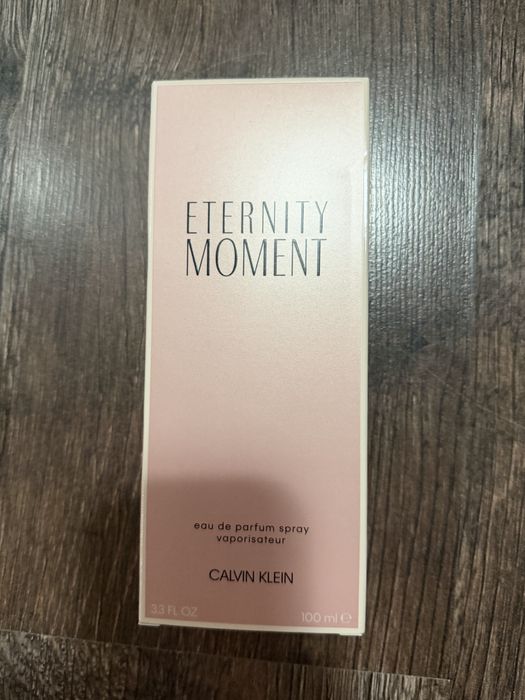 ETERNITY
MOMENT
eau de parfum spray
vaporisateur
CALVIN KLEIN
3.3 FL OZ 100 ml ℮